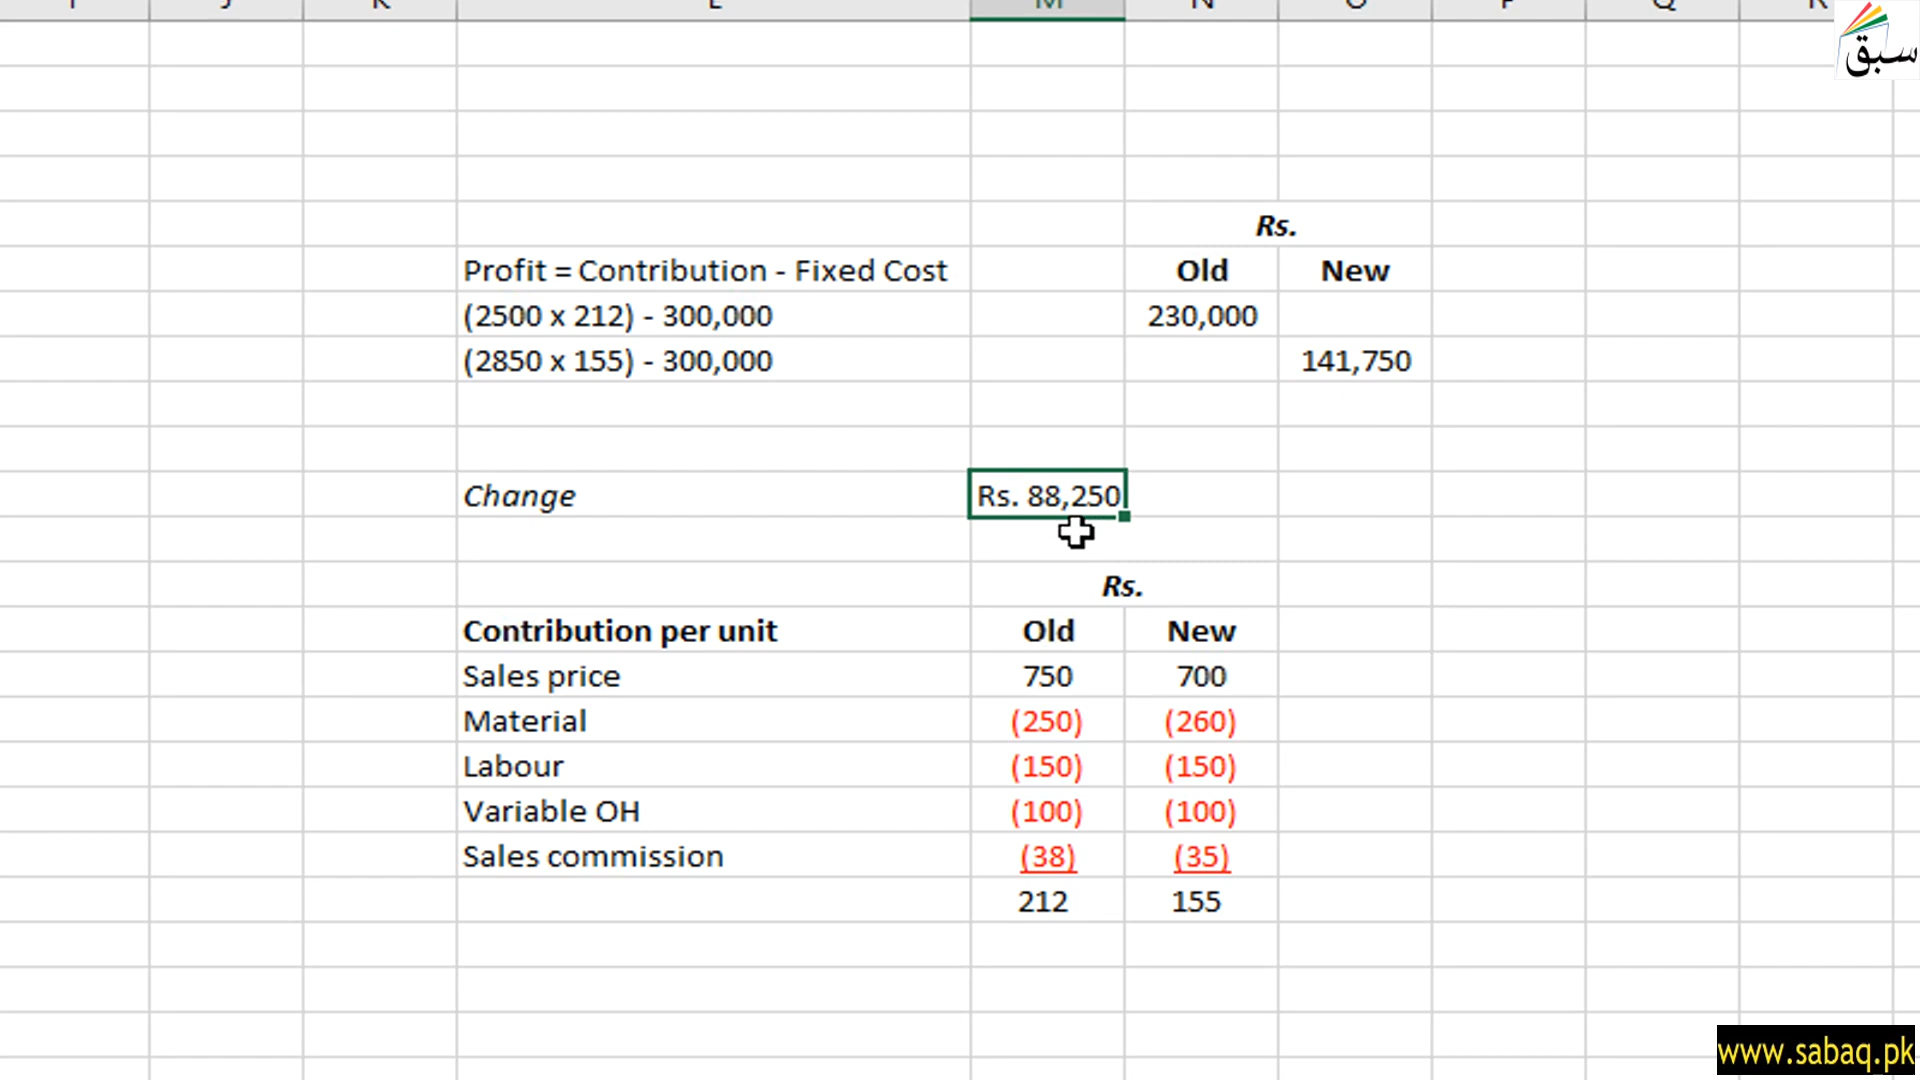 سبق
Rs.
Profit = Contribution - Fixed Cost Old New
(2500 x 212) - 300,000 230,000
(2850 x 155) - 300,000 141,750
Change Rs. 88,250
Rs.
Contribution per unit Old New
Sales price 750 700
Material (250) (260)
Labour (150) (150)
Variable OH (100) (100)
Sales commission (38) (35)
212 155
www.sabaq.pk